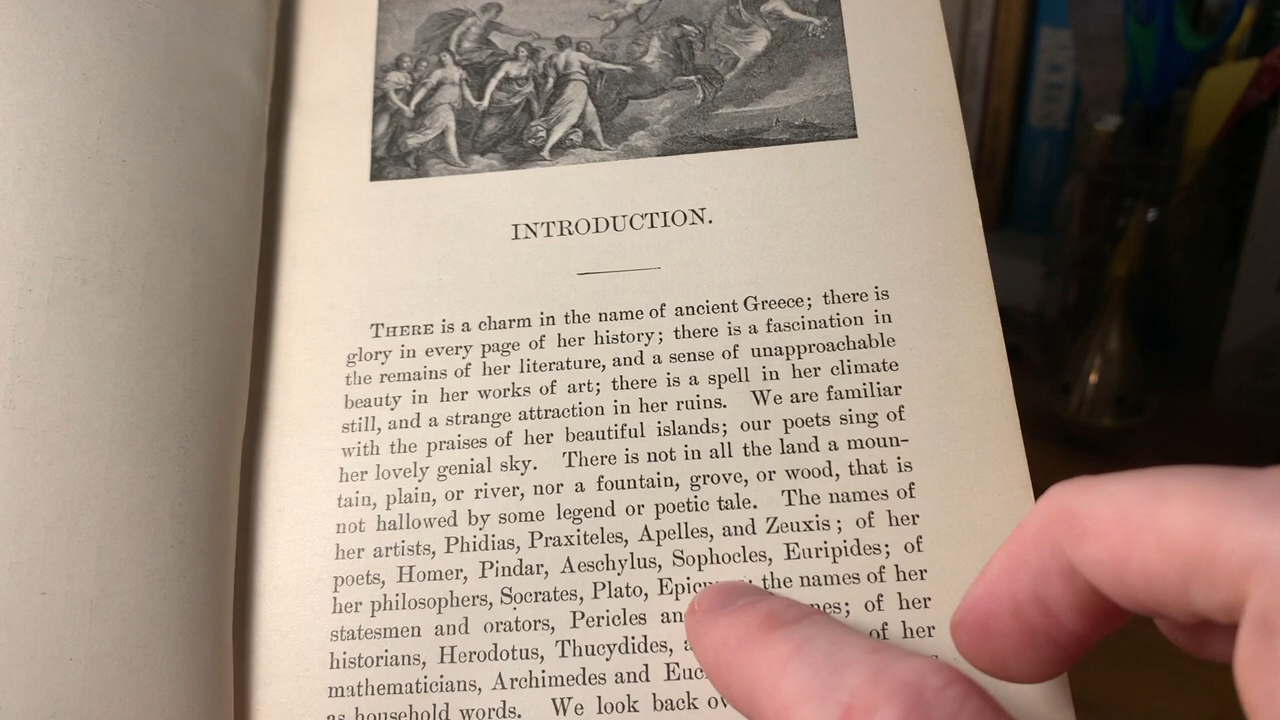 INTRODUCTION.
THERE is a charm in the name of ancient Greece; there is
glory in every page of her history; there is a fascination in
the remains of her literature, and a sense of unapproachable
beauty in her works of art; there is a spell in her climate
still, and a strange attraction in her ruins. We are familiar
with the praises of her beautiful islands; our poets sing of
her lovely genial sky. There is not in all the land a moun-
tain, plain, or river, nor a fountain, grove, or wood, that is
not hallowed by some legend or poetic tale. The names of
her artists, Phidias, Praxiteles, Apelles, and Zeuxis; of her
poets, Homer, Pindar, Aeschylus, Sophocles, Euripides; of
her philosophers, Socrates, Plato, the names of her
statesmen and orators, Pericles of her
historians, Herodotus, Thucydides, of her
mathematicians, Archimedes and
as household words. We look back